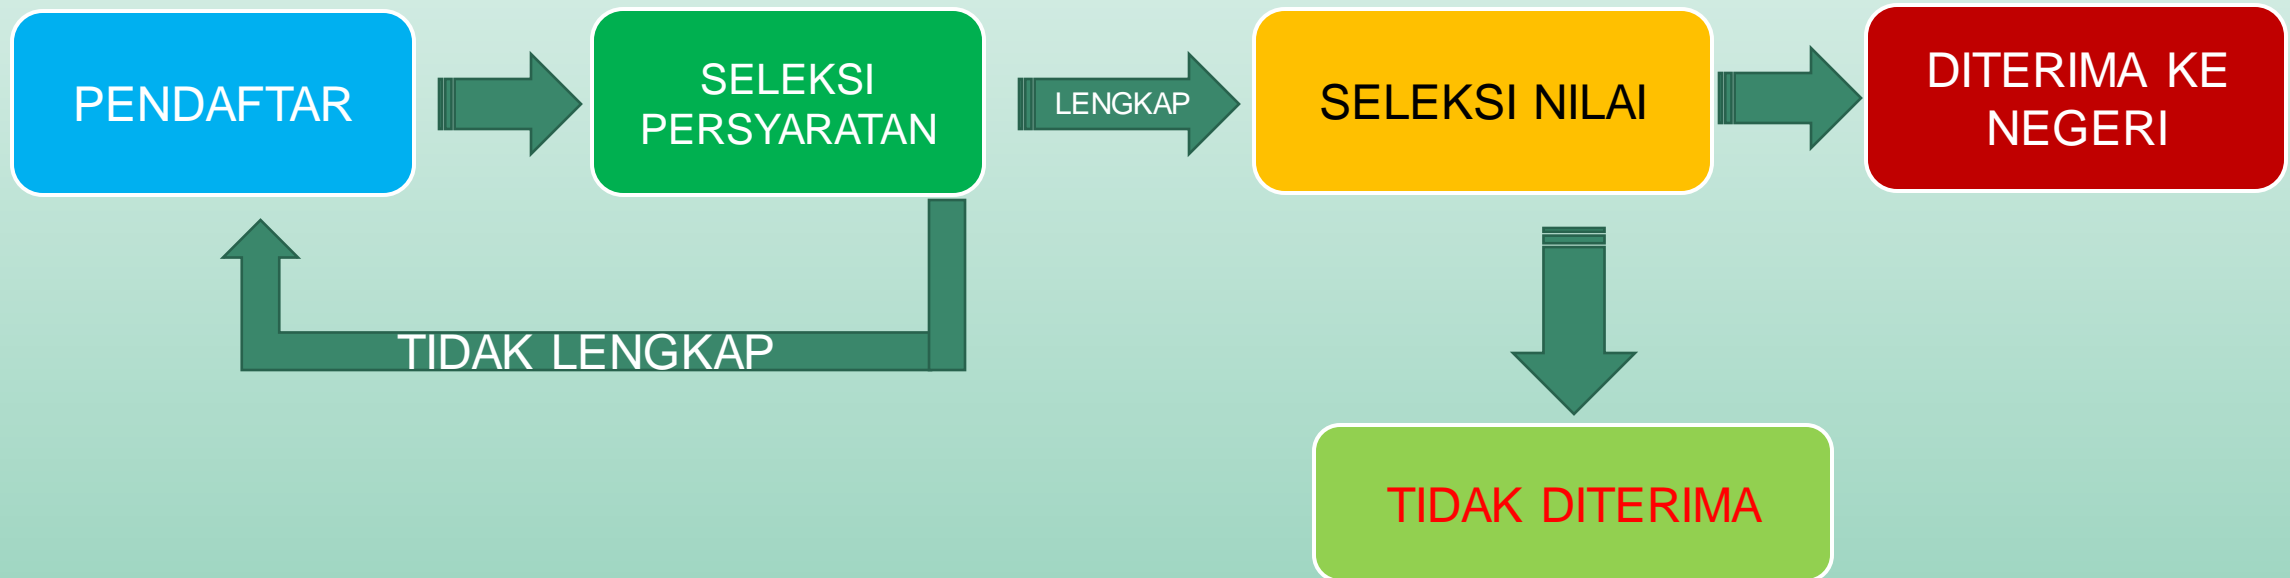 PENDAFTAR
SELEKSI
PERSYARATAN
LENGKAP
SELEKSI NILAI
DITERIMA KE
NEGERI
TIDAK LENGKAP
TIDAK DITERIMA